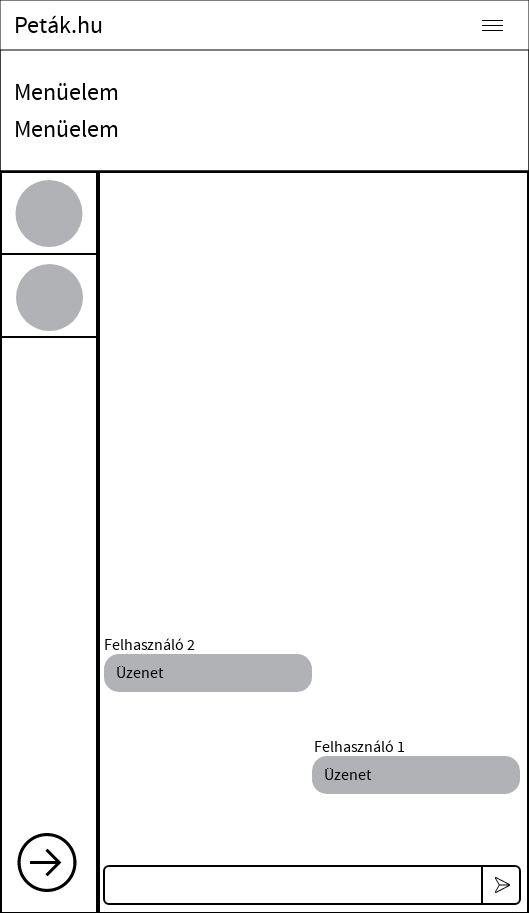 Peták.hu
Menüelem
Menüelem
Felhasználó 2
Üzenet
Felhasználó 1
Üzenet